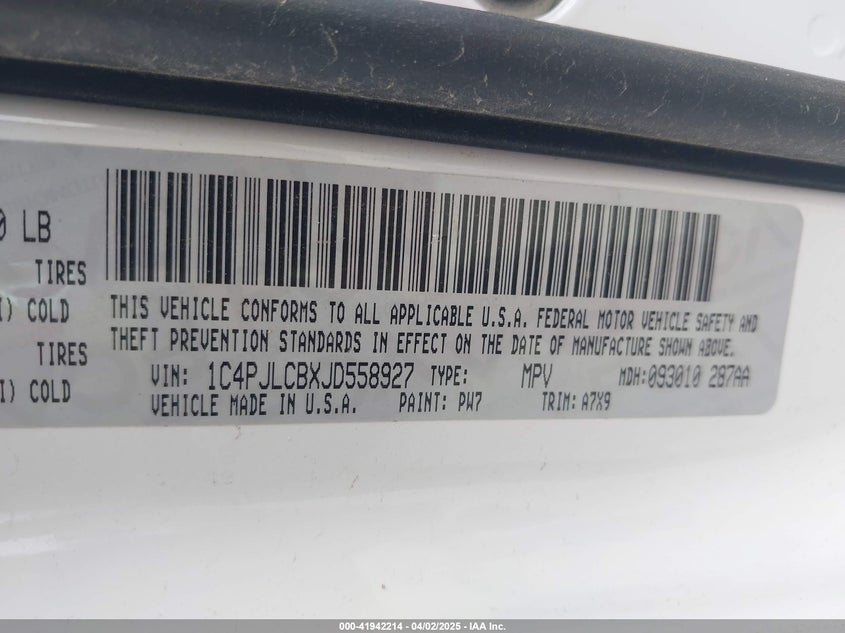 0 LB
TIRES
I) COLD
TIRES
I) COLD
THIS VEHICLE CONFORMS TO ALL APPLICABLE U.S.A. FEDERAL MOTOR VEHICLE SAFETY AND
THEFT PREVENTION STANDARDS IN EFFECT ON THE DATE OF MANUFACTURE SHOWN ABOVE.
VIN: 1C4PJLCBXJD558927 TYPE: MPV MDH:093010 287AA
VEHICLE MADE IN U.S.A. PAINT: PW7 TRIM: A7X9
000-41942214 - 04/02/2025 - IAA Inc.